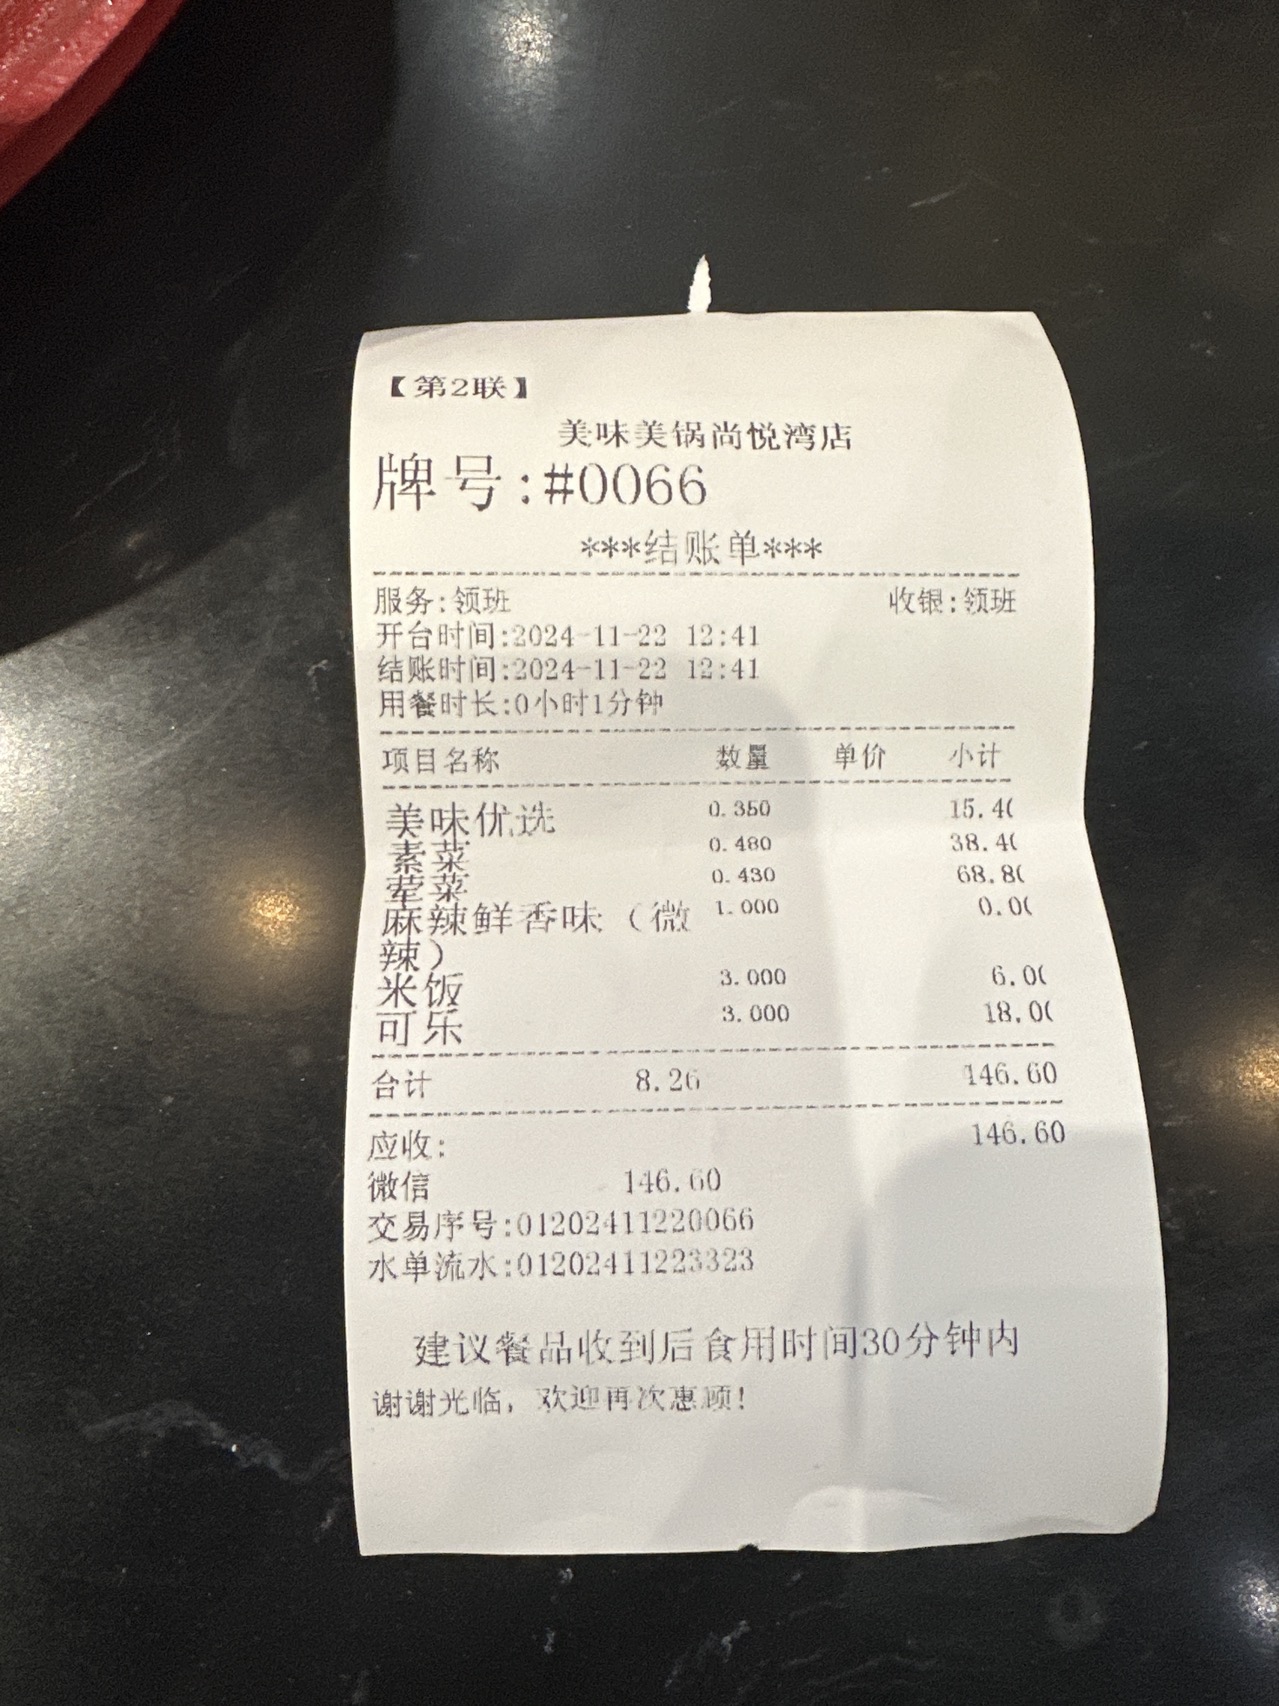 【第2联】
美味美锅尚悦湾店
牌号:#0066
***结账单***
服务:领班 收银:领班
开台时间:2024-11-22 12:41
结账时间:2024-11-22 12:41
用餐时长:0小时1分钟
项目名称 数量 单价 小计
美味优选 0.350 15.4(
素菜 0.480 38.4(
荤菜 0.430 68.8(
麻辣鲜香味（微 1.000 0.0(
辣）
米饭 3.000 6.0(
可乐 3.000 18.0(
合计 8.26 146.60
应收: 146.60
微信 146.60
交易序号:01202411220066
水单流水:01202411223323
建议餐品收到后食用时间30分钟内
谢谢光临，欢迎再次惠顾!